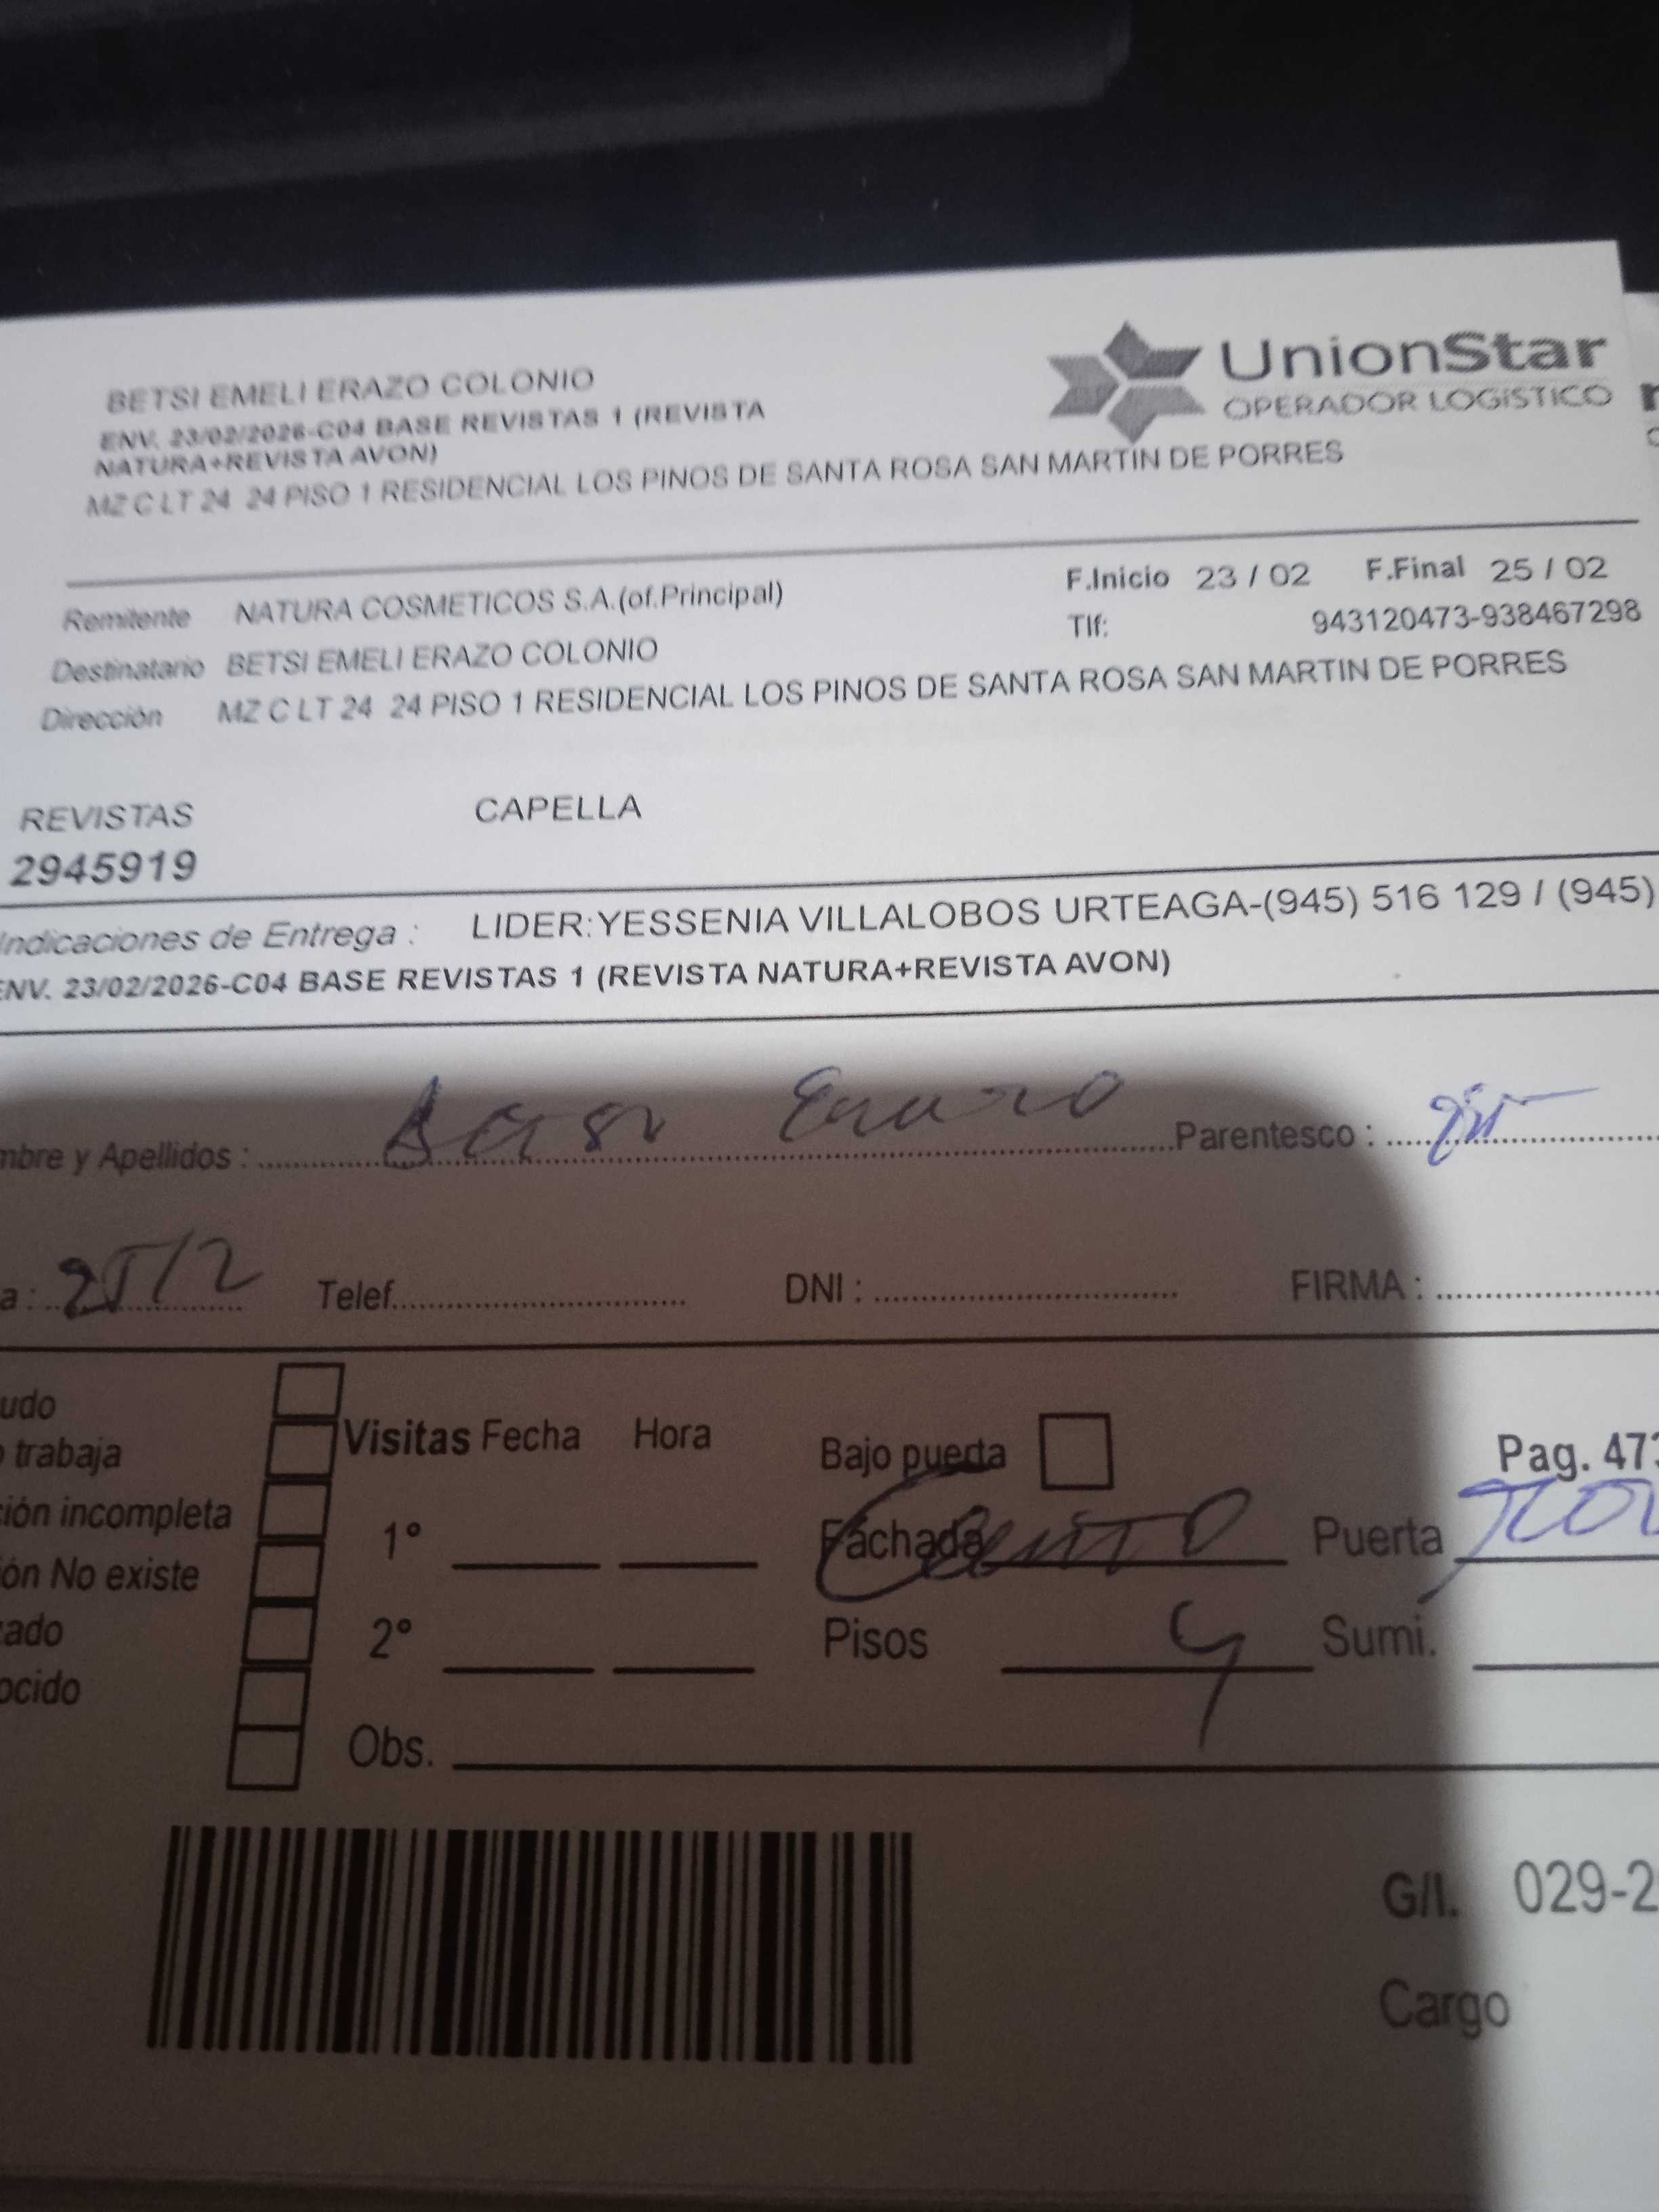 BETSI EMELI ERAZO COLONIO
ENV. 23/02/2026-C04 BASE REVISTAS 1 (REVISTA
NATURA+REVISTA AVON)
MZ C LT 24 24 PISO 1 RESIDENCIAL LOS PINOS DE SANTA ROSA SAN MARTIN DE PORRES
UnionStar
OPERADOR LOGÍSTICO
Remitente NATURA COSMETICOS S.A.(of.Principal)
F.Inicio 23 / 02 F.Final 25 / 02
Tlf: 943120473-938467298
Destinatario BETSI EMELI ERAZO COLONIO
Dirección MZ C LT 24 24 PISO 1 RESIDENCIAL LOS PINOS DE SANTA ROSA SAN MARTIN DE PORRES
REVISTAS CAPELLA
2945919
Indicaciones de Entrega : LIDER:YESSENIA VILLALOBOS URTEAGA-(945) 516 129 / (945)
ENV. 23/02/2026-C04 BASE REVISTAS 1 (REVISTA NATURA+REVISTA AVON)
mbre y Apellidos : Erazo Parentesco :
a : 25/2 Telef. DNI : FIRMA :
udo
trabaja
ión incompleta
ón No existe
ado
ocido
Visitas Fecha Hora
1°
2°
Obs.
Bajo puerta
Fachada
Puerta
Pisos 4 Sumi.
Pag. 473
G/I. 029-2
Cargo